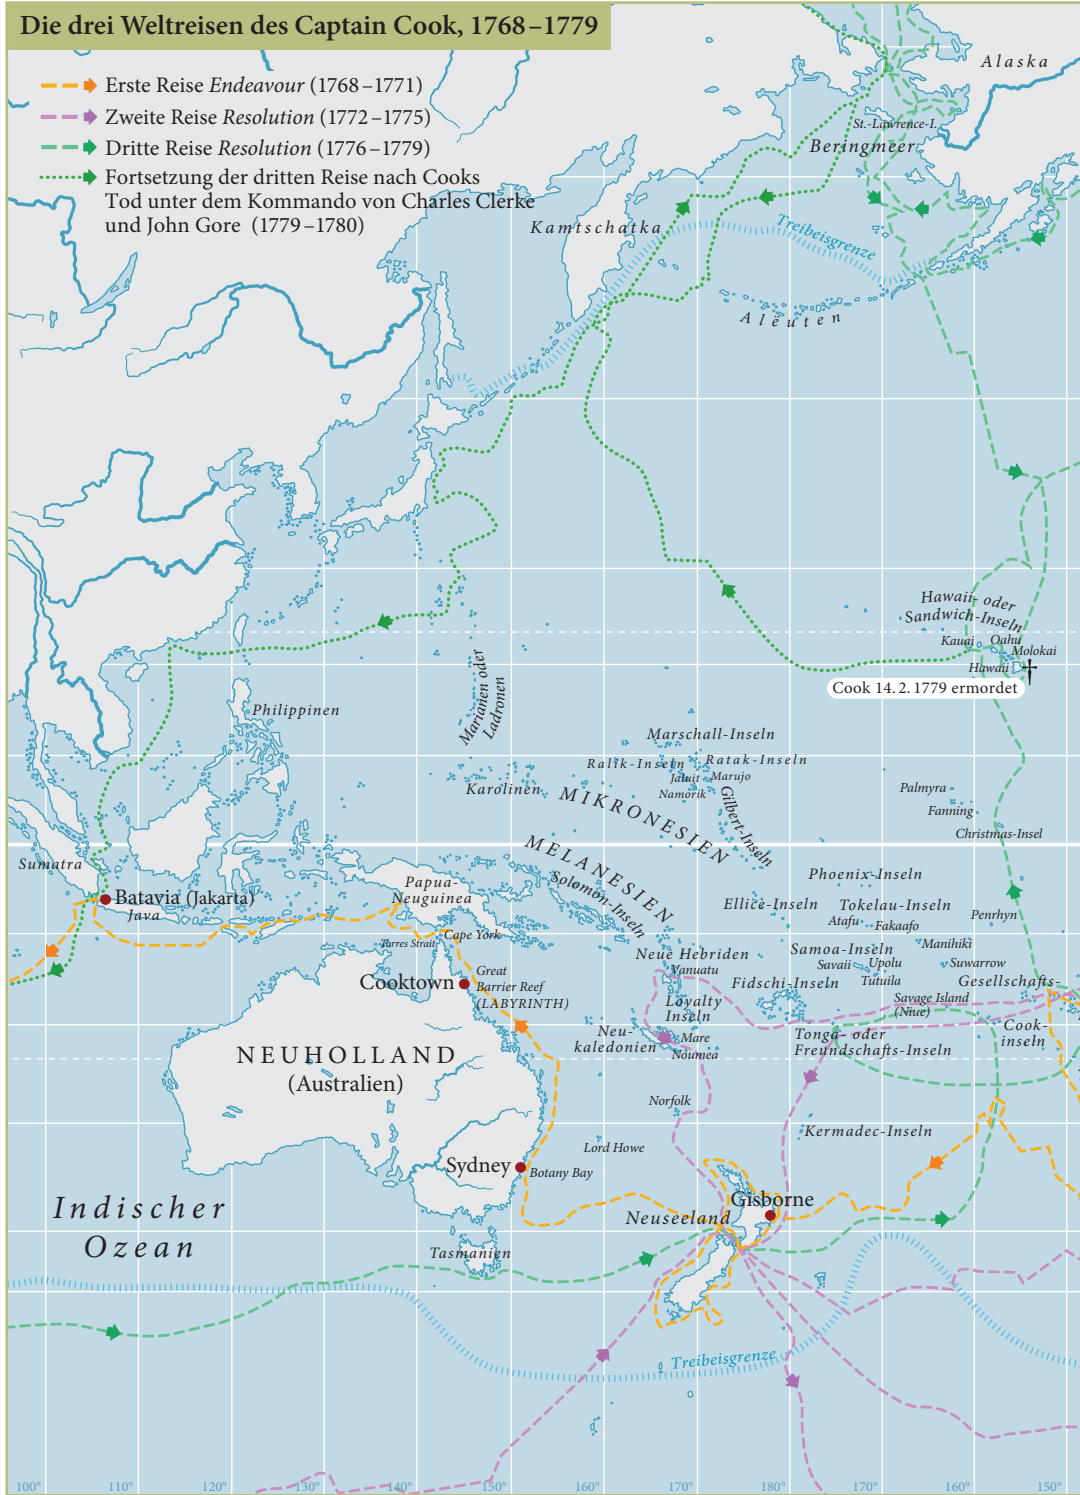 Die drei Weltreisen des Captain Cook, 1768–1779
Erste Reise Endeavour (1768–1771)
Zweite Reise Resolution (1772–1775)
Dritte Reise Resolution (1776–1779)
Fortsetzung der dritten Reise nach Cooks
Tod unter dem Kommando von Charles Clerke
und John Gore (1779–1780)
Alaska
St.-Lawrence-I.
Beringmeer
Kamtschatka
Treibeisgrenze
Alëuten
Hawaii- oder
Sandwich-Inseln
Kauai
Oahu
Molokai
Hawaii
Cook 14. 2. 1779 ermordet
Marianen oder
Ladronen
Philippinen
Marschall-Inseln
Ralik-Inseln
Ratak-Inseln
Jaluit
Marujo
Namorik
Karolinen
MIKRONESIEN
Gilbert-Inseln
Palmyra
Fanning
Christmas-Insel
MELANESIEN
Sumatra
Batavia (Jakarta)
Java
Papua-
Neuguinea
Solomon-Inseln
Phoenix-Inseln
Ellice-Inseln
Tokelau-Inseln
Atafu
Fakaafo
Penrhyn
Torres Strait
Cape York
Neue Hebriden
Vanuatu
Samoa-Inseln
Manihiki
Savaii
Upolu
Suwarrow
Tutuila
Cooktown
Great
Barrier Reef
(LABYRINTH)
Fidschi-Inseln
Gesellschafts-
Savage Island
(Niue)
Loyalty
Inseln
Neu-
kaledonien
Mare
Noumea
Tonga- oder
Freundschafts-Inseln
Cook-
inseln
NEUHOLLAND
(Australien)
Norfolk
Kermadec-Inseln
Lord Howe
Sydney
Botany Bay
Gisborne
Neuseeland
Indischer
Ozean
Tasmanien
Treibeisgrenze
100°
110°
120°
130°
140°
150°
160°
170°
180°
170°
160°
150°